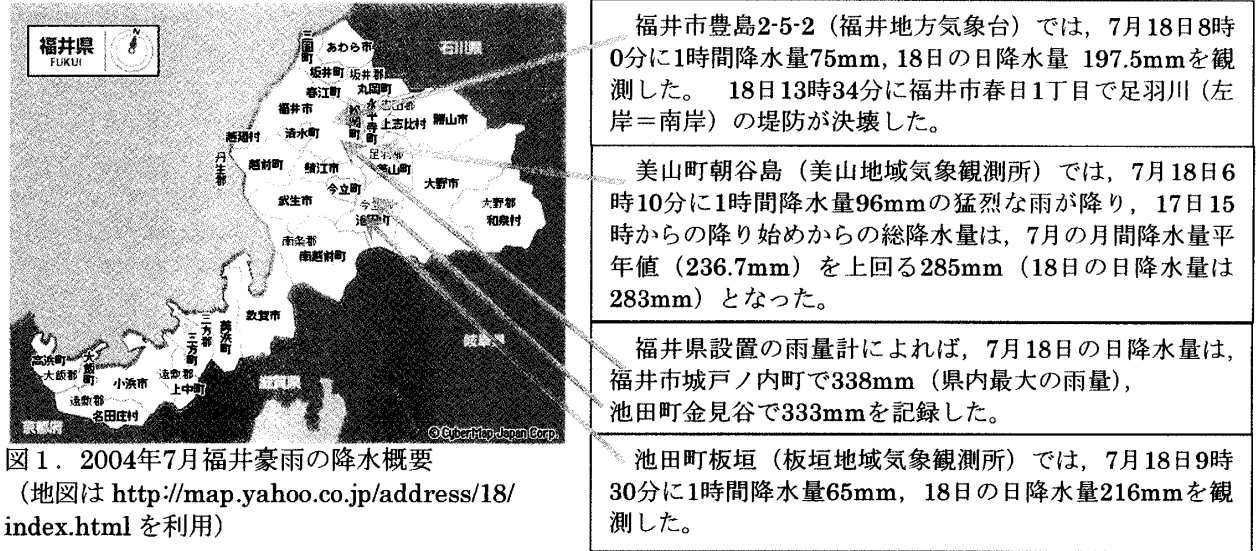 福井県
FUKUI
三国町
あわら市
石川県
坂井町
坂井郡
丸岡町
春江町
福井市
松岡町
永平寺町
吉田郡
上志比村
勝山市
越廼村
清水町
丹生郡
越前町
鯖江市
足羽郡
美山町
大野市
今立町
武生市
池田町
大野郡
和泉村
南条郡
南越前町
敦賀市
岐阜県
三方郡
美浜町
三方町
高浜町
大飯町
大飯郡
小浜市
遠敷郡
上中町
滋賀県
遠敷郡
名田庄村
京都府
©CyberMap Japan Corp.
図1．2004年7月福井豪雨の降水概要
（地図は http://map.yahoo.co.jp/address/18/
index.html を利用）
福井市豊島2-5-2（福井地方気象台）では，7月18日8時
0分に1時間降水量75mm, 18日の日降水量 197.5mmを観
測した。 18日13時34分に福井市春日1丁目で足羽川（左
岸＝南岸）の堤防が決壊した。
美山町朝谷島（美山地域気象観測所）では，7月18日6
時10分に1時間降水量96mmの猛烈な雨が降り，17日15
時からの降り始めからの総降水量は，7月の月間降水量平
年値（236.7mm）を上回る285mm（18日の日降水量は
283mm）となった。
福井県設置の雨量計によれば，7月18日の日降水量は，
福井市城戸ノ内町で338mm（県内最大の雨量），
池田町金見谷で333mmを記録した。
池田町板垣（板垣地域気象観測所）では，7月18日9時
30分に1時間降水量65mm，18日の日降水量216mmを観
測した。